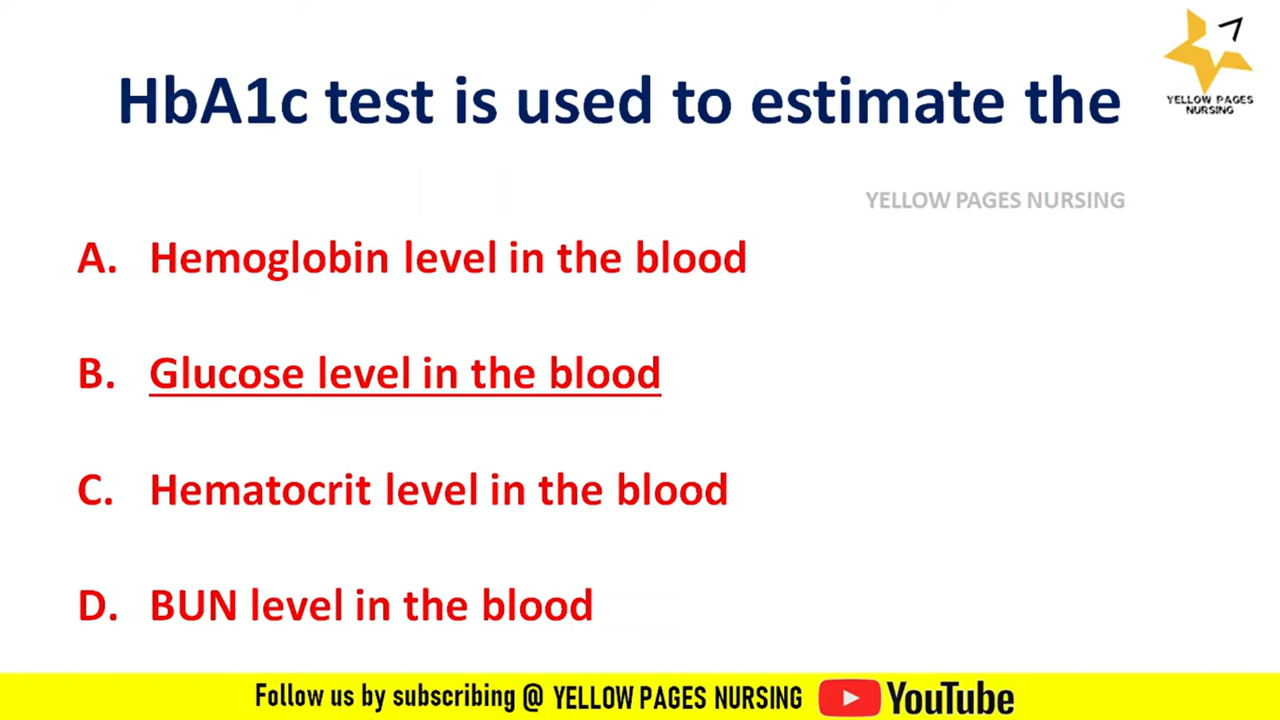 HbA1c test is used to estimate the
YELLOW PAGES
NURSING
YELLOW PAGES NURSING
A. Hemoglobin level in the blood
B. Glucose level in the blood
C. Hematocrit level in the blood
D. BUN level in the blood
Follow us by subscribing @ YELLOW PAGES NURSING YouTube